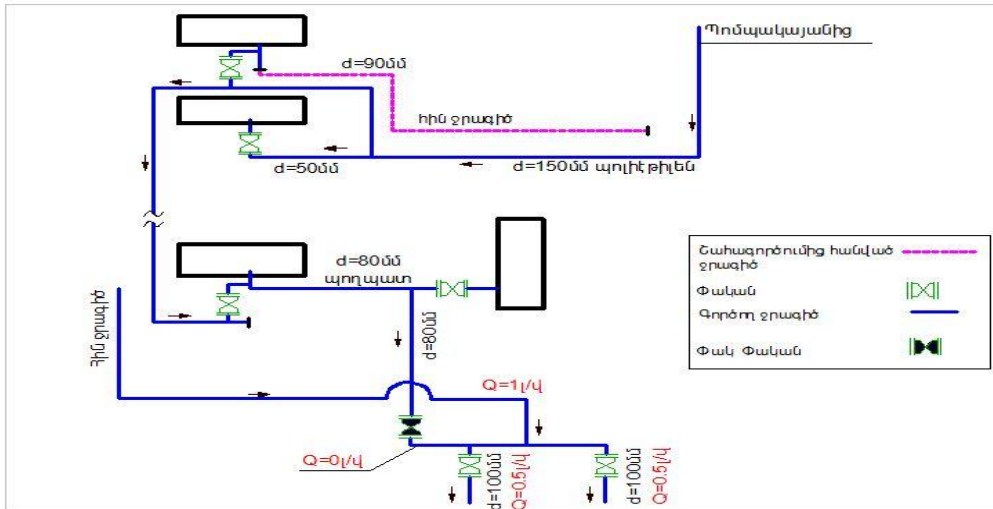 Պոմպակայանից
d=90մմ
հին ջրագիծ
d=50մմ
d=150մմ պոլիէթիլեն
d=80մմ
պողպատ
Հին ջրագիծ
d=80մմ
Q=1լ/վ
Q=0լ/վ
d=100մմ
Q=0.5լ/վ
d=100մմ
Q=0.5լ/վ
Շահագործումից հանված
ջրագիծ
Փական
Գործող ջրագիծ
Փակ Փական